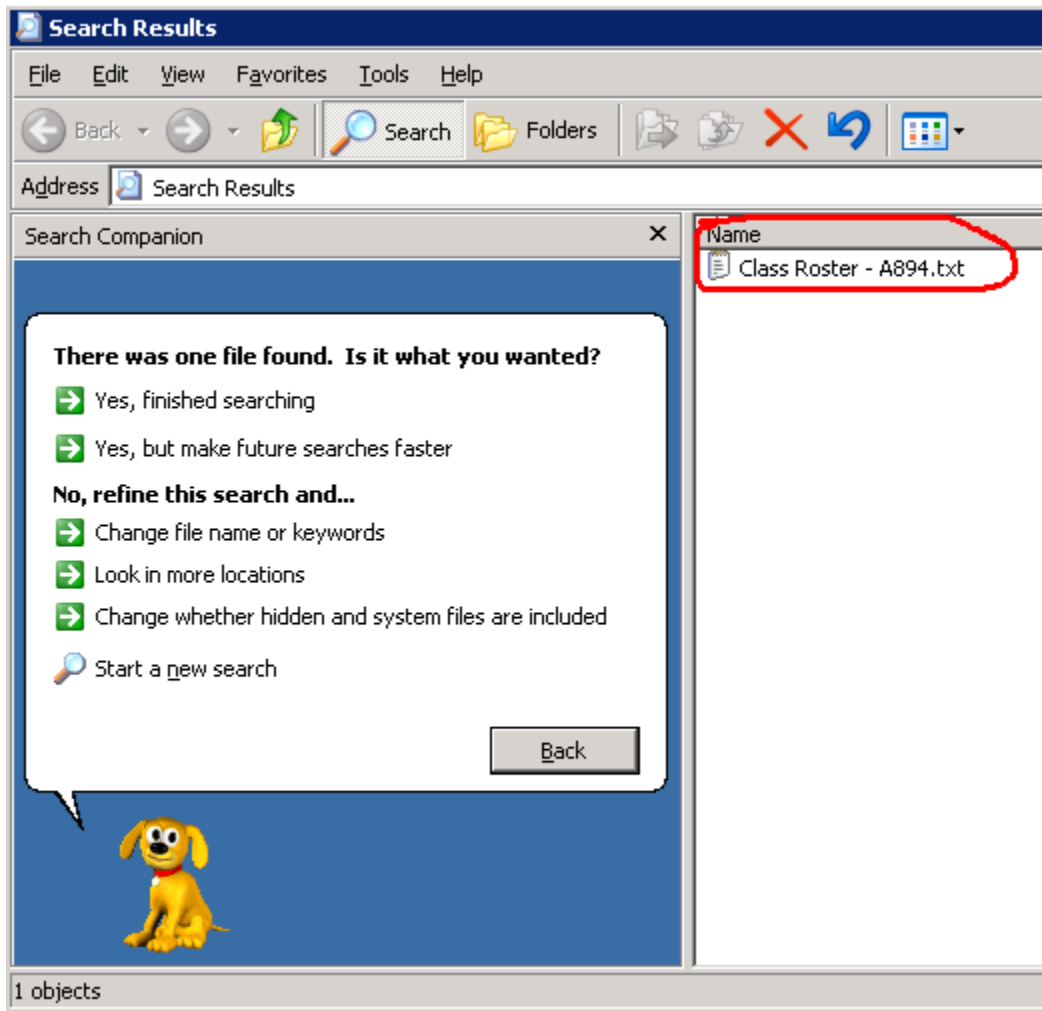 Search Results
File Edit View Favorites Tools Help
Back Search Folders
Address Search Results
Search Companion
Name
Class Roster - A894.txt
There was one file found. Is it what you wanted?
Yes, finished searching
Yes, but make future searches faster
No, refine this search and...
Change file name or keywords
Look in more locations
Change whether hidden and system files are included
Start a new search
Back
1 objects